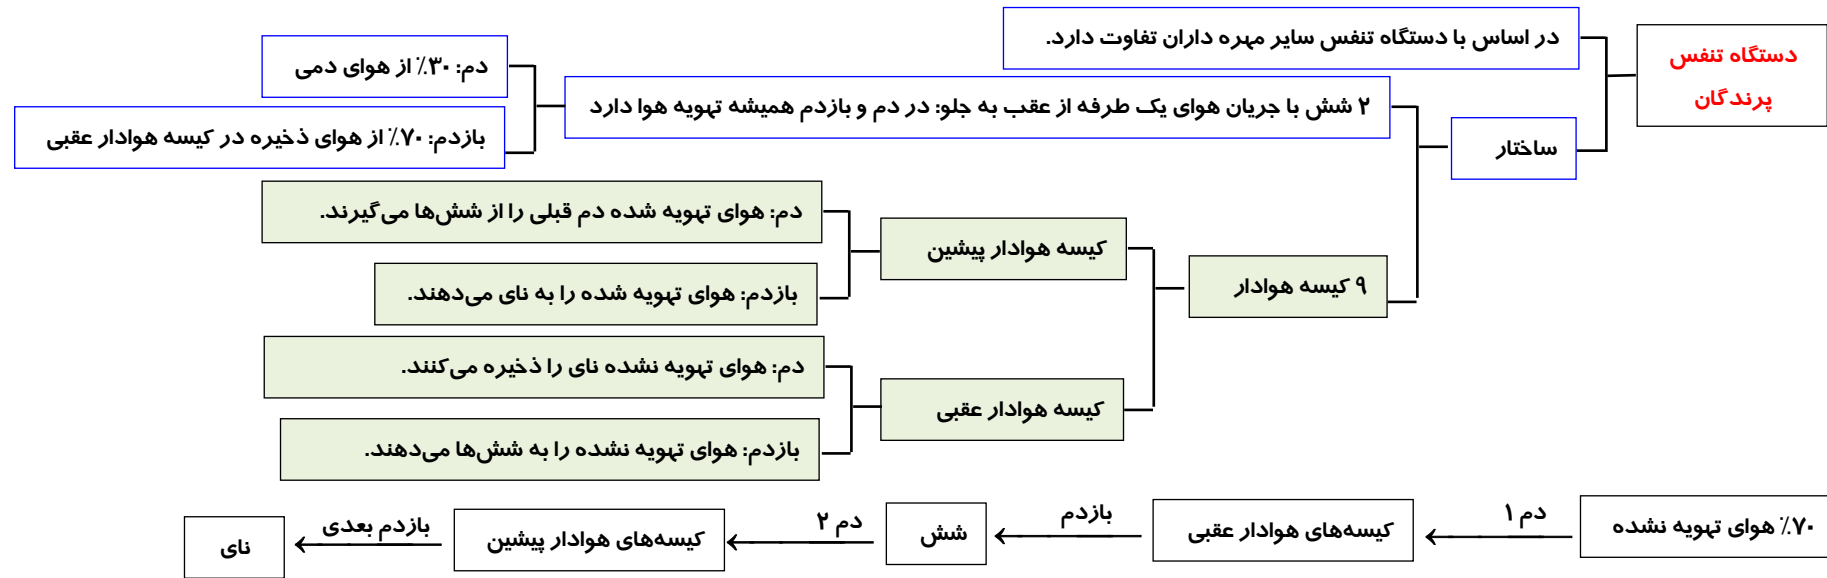 دستگاه تنفس
پرندگان
در اساس با دستگاه تنفس سایر مهره داران تفاوت دارد.
ساختار
۲ شش با جریان هوای یک طرفه از عقب به جلو: در دم و بازدم همیشه تهویه هوا دارد
دم: ۳۰٪ از هوای دمی
بازدم: ۷۰٪ از هوای ذخیره در کیسه هوادار عقبی
۹ کیسه هوادار
کیسه هوادار پیشین
دم: هوای تهویه شده دم قبلی را از شش‌ها می‌گیرند.
بازدم: هوای تهویه شده را به نای می‌دهند.
کیسه هوادار عقبی
دم: هوای تهویه نشده نای را ذخیره می‌کنند.
بازدم: هوای تهویه نشده را به شش‌ها می‌دهند.
۷۰٪ هوای تهویه نشده
دم ۱
کیسه‌های هوادار عقبی
بازدم
شش
دم ۲
کیسه‌های هوادار پیشین
بازدم بعدی
نای